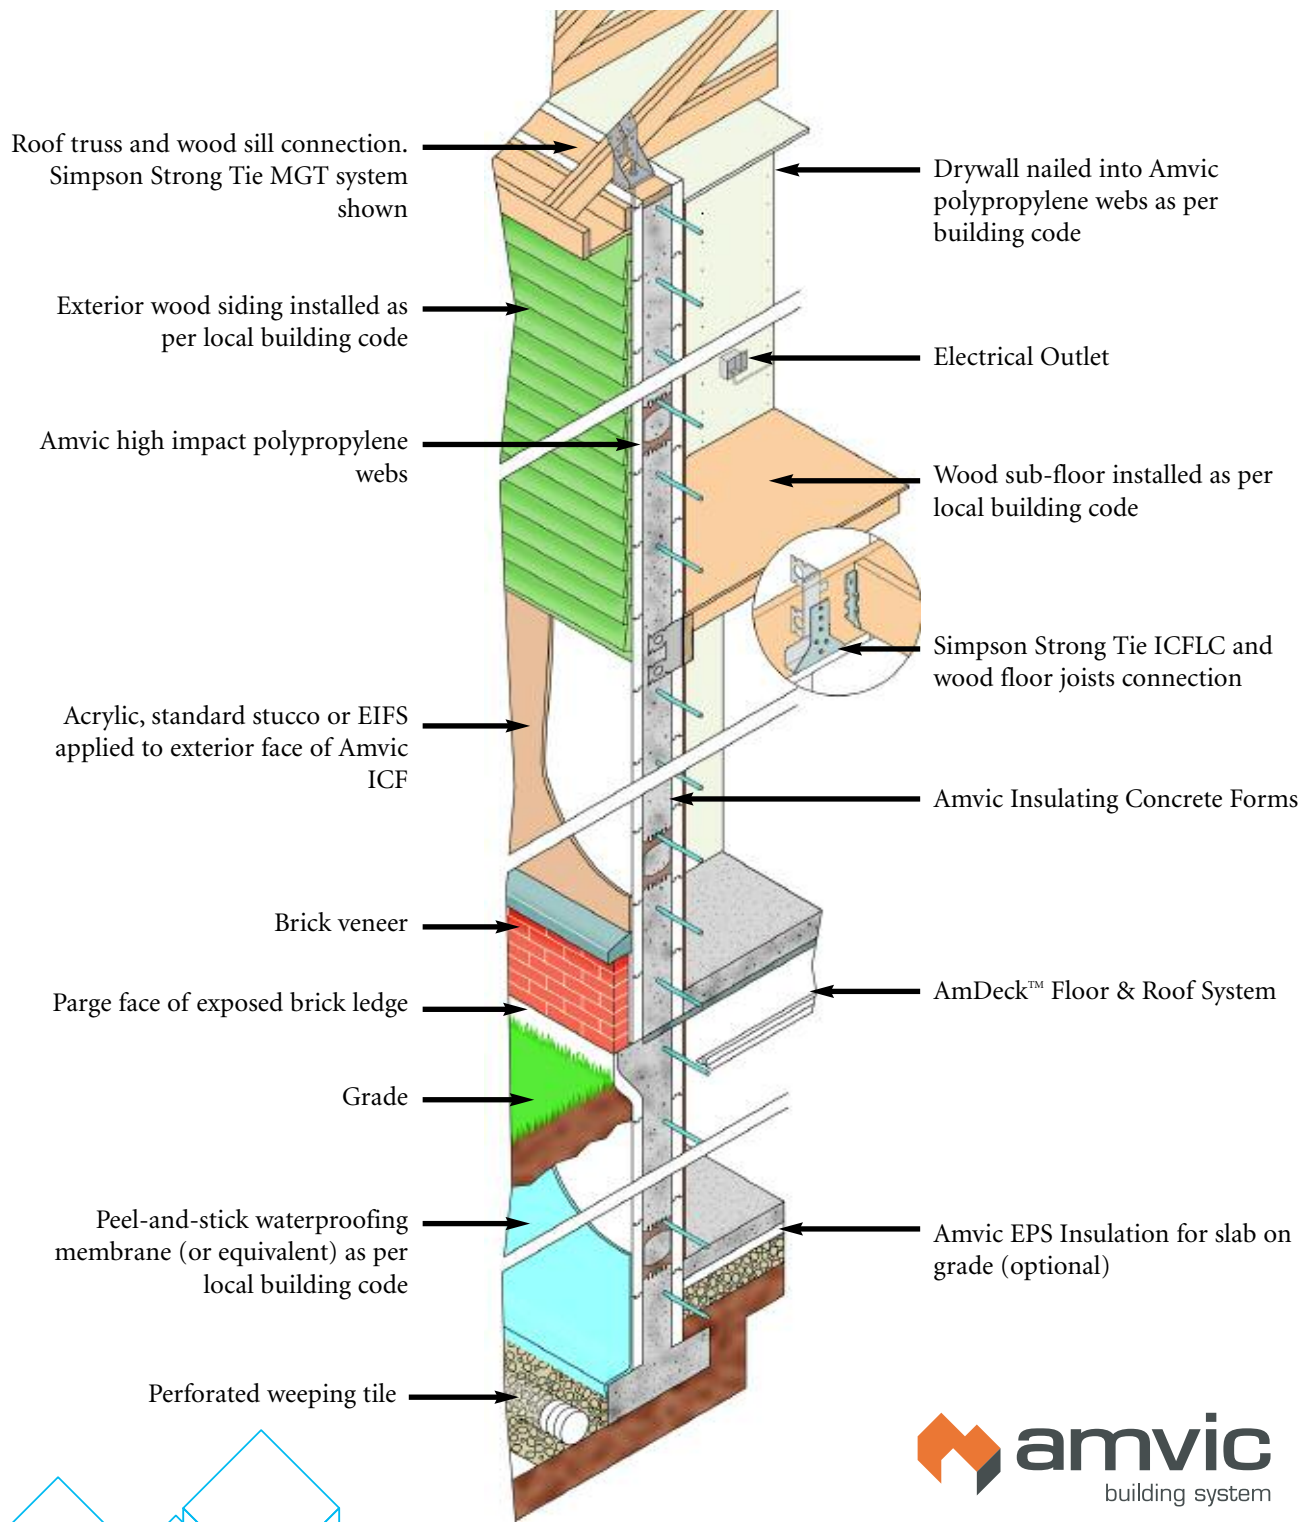 Roof truss and wood sill connection.
Simpson Strong Tie MGT system
shown
Drywall nailed into Amvic
polypropylene webs as per
building code
Exterior wood siding installed as
per local building code
Electrical Outlet
Amvic high impact polypropylene
webs
Wood sub-floor installed as per
local building code
Simpson Strong Tie ICFLC and
wood floor joists connection
Acrylic, standard stucco or EIFS
applied to exterior face of Amvic
ICF
Amvic Insulating Concrete Forms
Brick veneer
Parge face of exposed brick ledge
AmDeck™ Floor & Roof System
Grade
Peel-and-stick waterproofing
membrane (or equivalent) as per
local building code
Amvic EPS Insulation for slab on
grade (optional)
Perforated weeping tile
amvic
building system